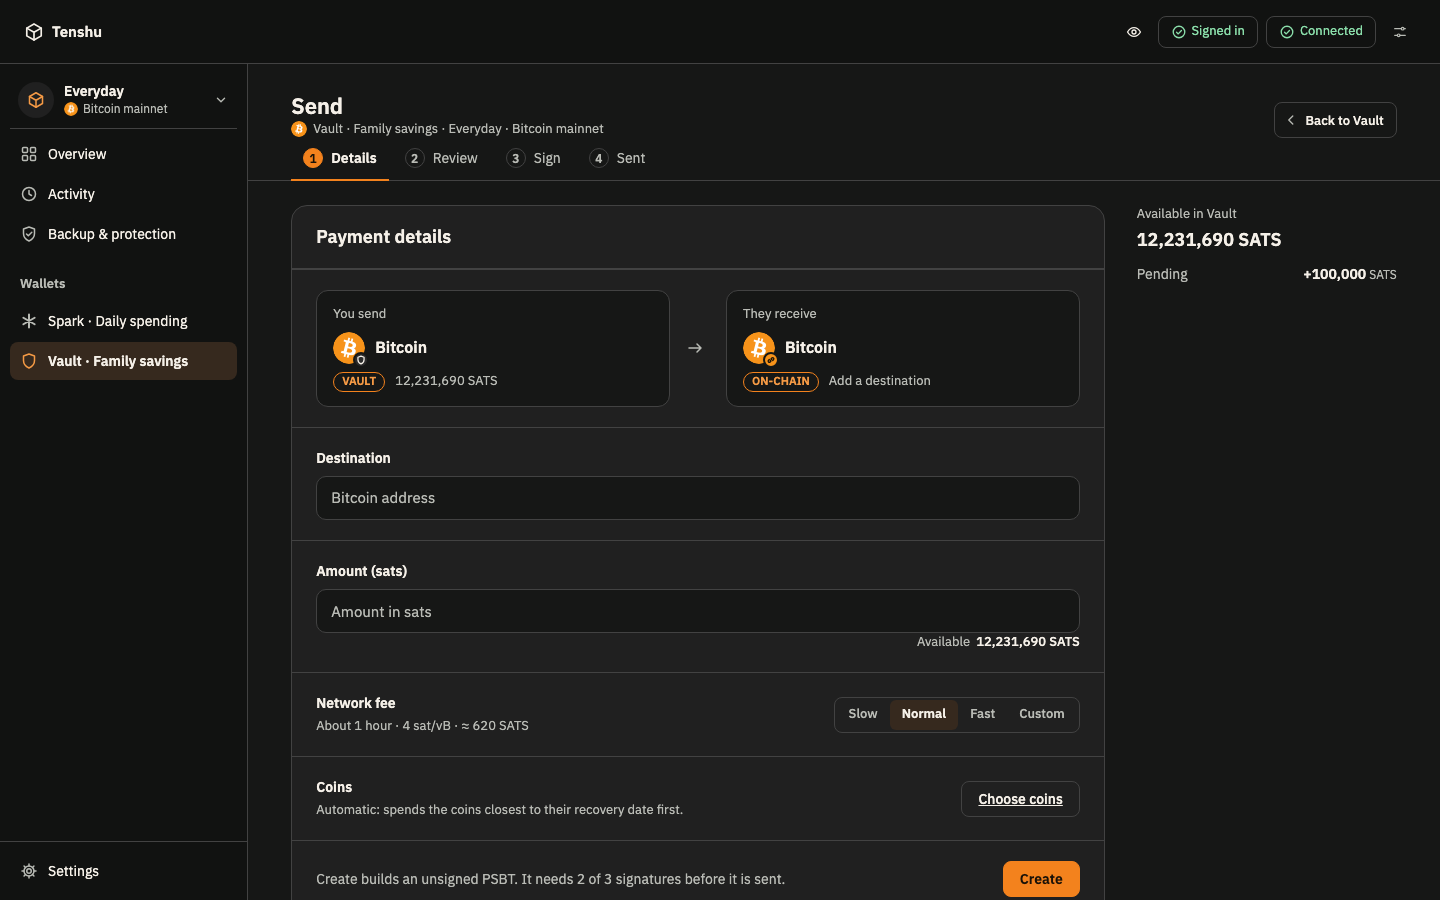 Tenshu
Signed in
Connected
Everyday
Bitcoin mainnet
Overview
Activity
Backup & protection
Wallets
Spark · Daily spending
Vault · Family savings
Settings
Send
Vault · Family savings · Everyday · Bitcoin mainnet
Back to Vault
1 Details
2 Review
3 Sign
4 Sent
Payment details
You send
Bitcoin
VAULT 12,231,690 SATS
They receive
Bitcoin
ON-CHAIN Add a destination
Destination
Bitcoin address
Amount (sats)
Amount in sats
Available 12,231,690 SATS
Network fee
About 1 hour · 4 sat/vB · ≈ 620 SATS
Slow Normal Fast Custom
Coins
Automatic: spends the coins closest to their recovery date first.
Choose coins
Create builds an unsigned PSBT. It needs 2 of 3 signatures before it is sent.
Create
Available in Vault
12,231,690 SATS
Pending +100,000 SATS